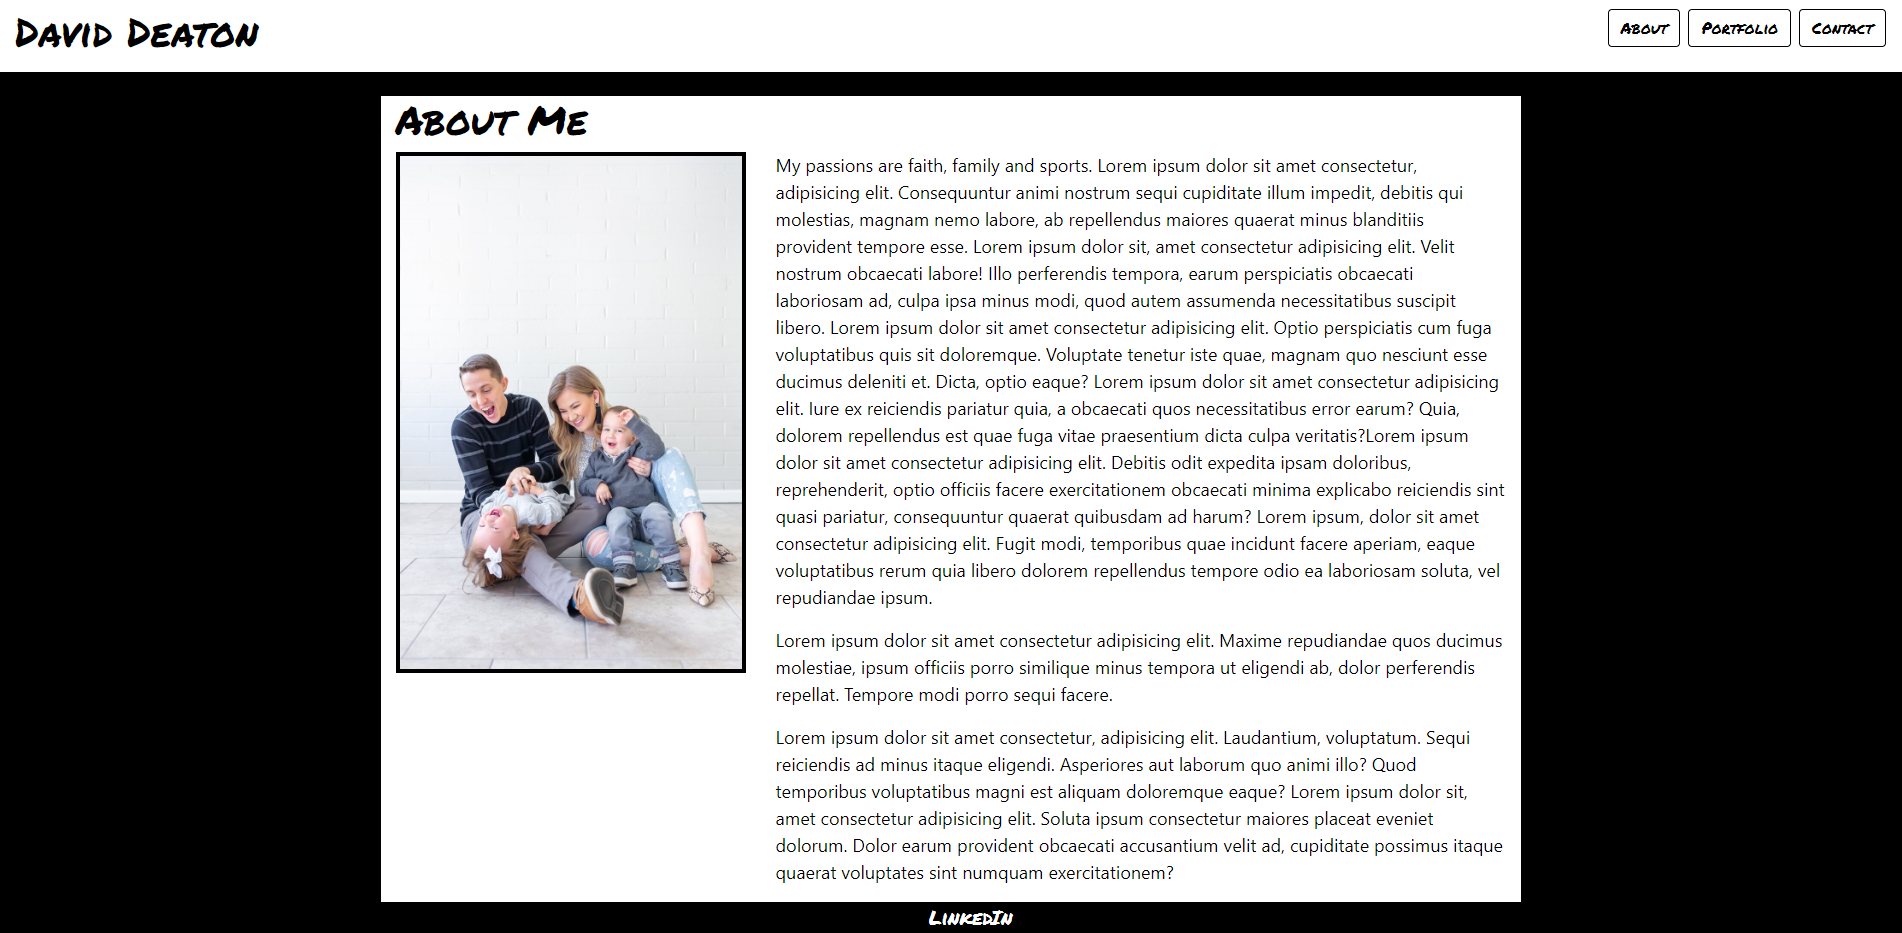 David Deaton
About Portfolio Contact
About Me
My passions are faith, family and sports. Lorem ipsum dolor sit amet consectetur,
adipisicing elit. Consequuntur animi nostrum sequi cupiditate illum impedit, debitis qui
molestias, magnam nemo labore, ab repellendus maiores quaerat minus blanditiis
provident tempore esse. Lorem ipsum dolor sit, amet consectetur adipisicing elit. Velit
nostrum obcaecati labore! Illo perferendis tempora, earum perspiciatis obcaecati
laboriosam ad, culpa ipsa minus modi, quod autem assumenda necessitatibus suscipit
libero. Lorem ipsum dolor sit amet consectetur adipisicing elit. Optio perspiciatis cum fuga
voluptatibus quis sit doloremque. Voluptate tenetur iste quae, magnam quo nesciunt esse
ducimus deleniti et. Dicta, optio eaque? Lorem ipsum dolor sit amet consectetur adipisicing
elit. Iure ex reiciendis pariatur quia, a obcaecati quos necessitatibus error earum? Quia,
dolorem repellendus est quae fuga vitae praesentium dicta culpa veritatis?Lorem ipsum
dolor sit amet consectetur adipisicing elit. Debitis odit expedita ipsam doloribus,
reprehenderit, optio officiis facere exercitationem obcaecati minima explicabo reiciendis sint
quasi pariatur, consequuntur quaerat quibusdam ad harum? Lorem ipsum, dolor sit amet
consectetur adipisicing elit. Fugit modi, temporibus quae incidunt facere aperiam, eaque
voluptatibus rerum quia libero dolorem repellendus tempore odio ea laboriosam soluta, vel
repudiandae ipsum.
Lorem ipsum dolor sit amet consectetur adipisicing elit. Maxime repudiandae quos ducimus
molestiae, ipsum officiis porro similique minus tempora ut eligendi ab, dolor perferendis
repellat. Tempore modi porro sequi facere.
Lorem ipsum dolor sit amet consectetur, adipisicing elit. Laudantium, voluptatum. Sequi
reiciendis ad minus itaque eligendi. Asperiores aut laborum quo animi illo? Quod
temporibus voluptatibus magni est aliquam doloremque eaque? Lorem ipsum dolor sit,
amet consectetur adipisicing elit. Soluta ipsum consectetur maiores placeat eveniet
dolorum. Dolor earum provident obcaecati accusantium velit ad, cupiditate possimus itaque
quaerat voluptates sint numquam exercitationem?
LinkedIn